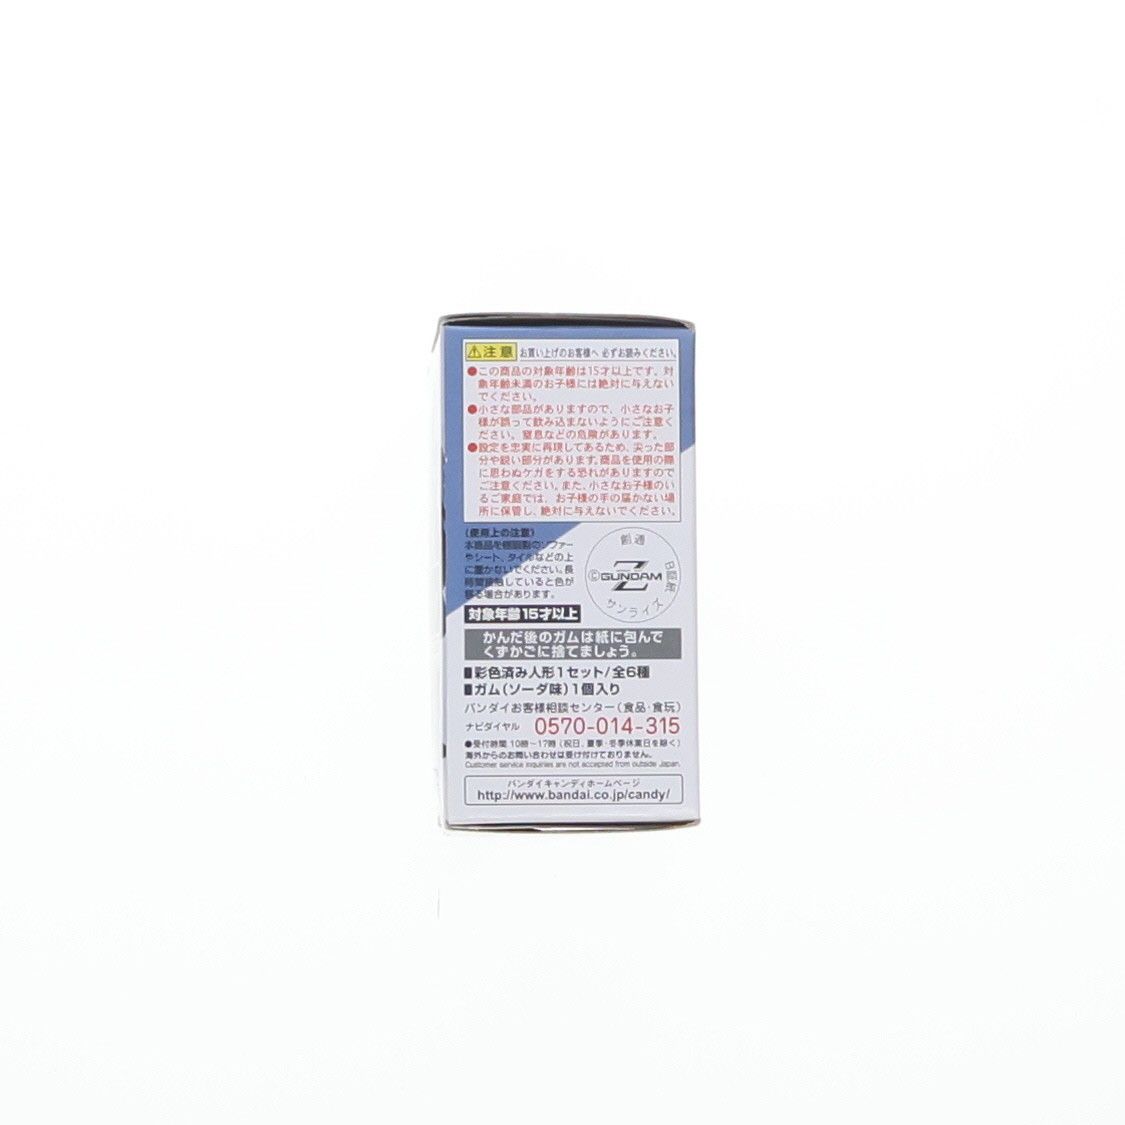 注意 お買い上げのお客様へ 必ずお読みください。
●この商品の対象年齢は15才以上です。対
象年齢未満のお子様には絶対に与えない
でください。
●小さな部品がありますので、小さなお子
様が誤って飲み込まないようにご注意く
ださい。窒息などの危険があります。
●設定を忠実に再現してあるため、尖った部
分や鋭い部分があります。商品を使用の際
に思わぬケガをする恐れがありますので
ご注意ください。また、小さなお子様のい
るご家庭では、お子様の手の届かない場
所に保管し、絶対に与えないでください。
〈使用上の注意〉
本商品を樹脂製のソファー
やシート、タイルなどの上
に置かないでください。長
時間接触していると色が
移る場合があります。
創通
©Z GUNDAM
サンライズ
対象年齢15才以上
かんだ後のガムは紙に包んで
くずかごに捨てましょう。
■彩色済み人形1セット/全6種
■ガム(ソーダ味)1個入り
バンダイお客様相談センター(食品・食玩)
ナビダイヤル 0570-014-315
●受付時間 10時〜17時(祝日、夏季・冬季休業日を除く)
海外からのお問い合わせは受け付けておりません。
Customer service inquiries are not accepted from outside Japan.
バンダイキャンディホームページ
http://www.bandai.co.jp/candy/